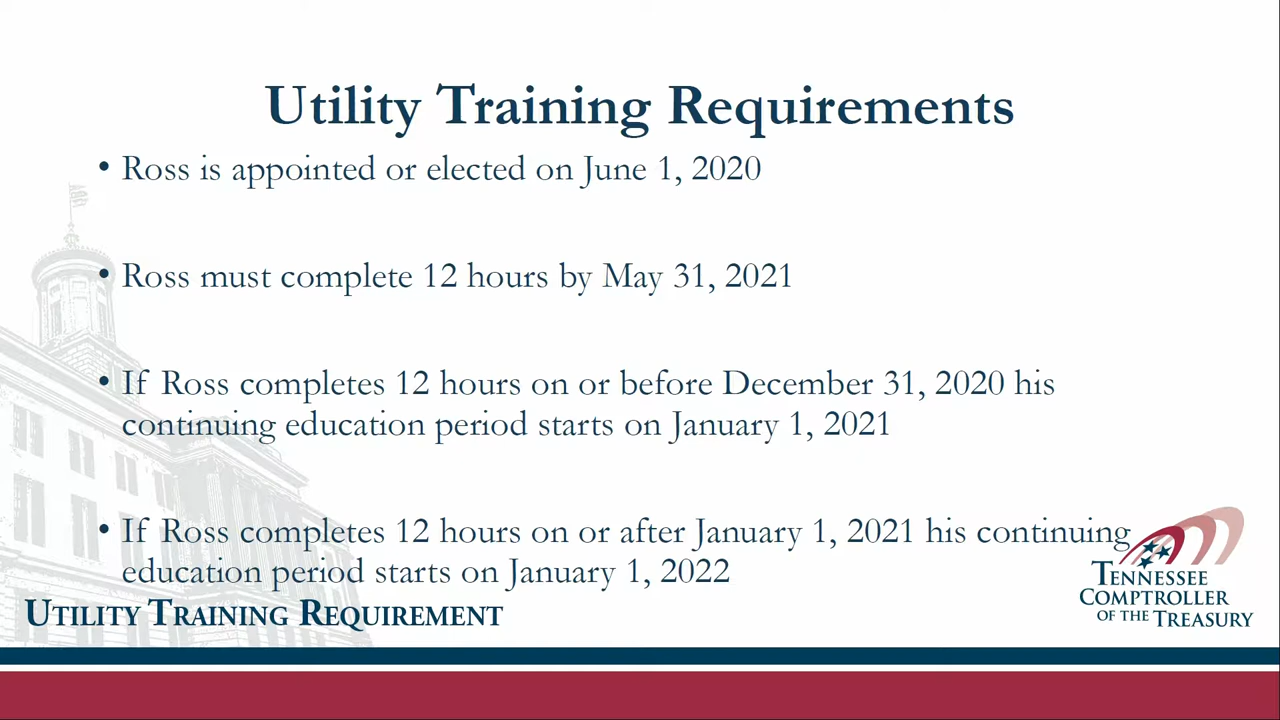 Utility Training Requirements
• Ross is appointed or elected on June 1, 2020
• Ross must complete 12 hours by May 31, 2021
• If Ross completes 12 hours on or before December 31, 2020 his
continuing education period starts on January 1, 2021
• If Ross completes 12 hours on or after January 1, 2021 his continuing
education period starts on January 1, 2022
UTILITY TRAINING REQUIREMENT
TENNESSEE
COMPTROLLER
OF THE TREASURY